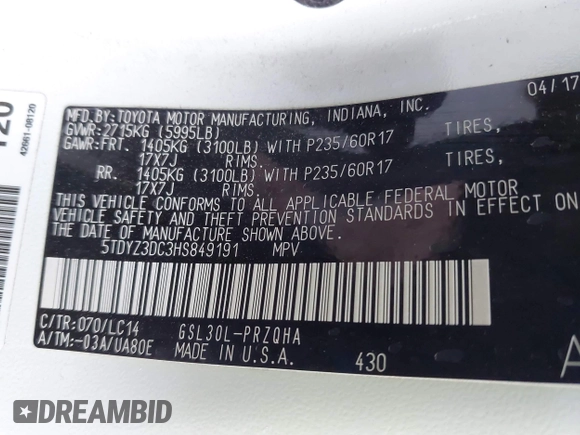 120
42661-08120
04/17
MFD. BY: TOYOTA MOTOR MANUFACTURING, INDIANA, INC.
GVWR: 2715KG (5995LB)
GAWR: FRT. 1405KG (3100LB) WITH P235/60R17 TIRES,
17X7J RIMS.
RR. 1405KG (3100LB) WITH P235/60R17 TIRES,
17X7J RIMS
THIS VEHICLE CONFORMS TO ALL APPLICABLE FEDERAL MOTOR
VEHICLE SAFETY AND THEFT PREVENTION STANDARDS IN EFFECT ON
THE DATE OF MANUFACTURE SHOWN ABOVE.
5TDYZ3DC3HS849191 MPV
C/TR: 070/LC14 GSL30L-PRZQHA
A/TM: -03A/UA80E MADE IN U.S.A. 430
A
DREAMBID